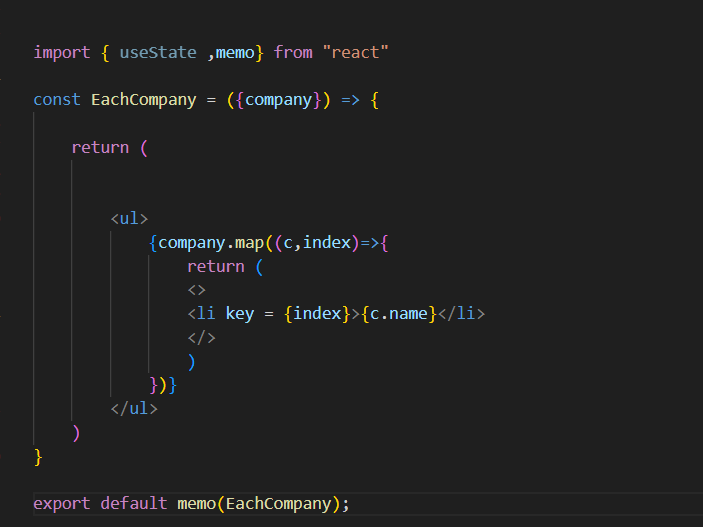 import { useState ,memo} from "react"
const EachCompany = ({company}) => {
return (
<ul>
{company.map((c,index)=>{
return (
<>
<li key = {index}>{c.name}</li>
</>
)
})}
</ul>
)
}
export default memo(EachCompany);